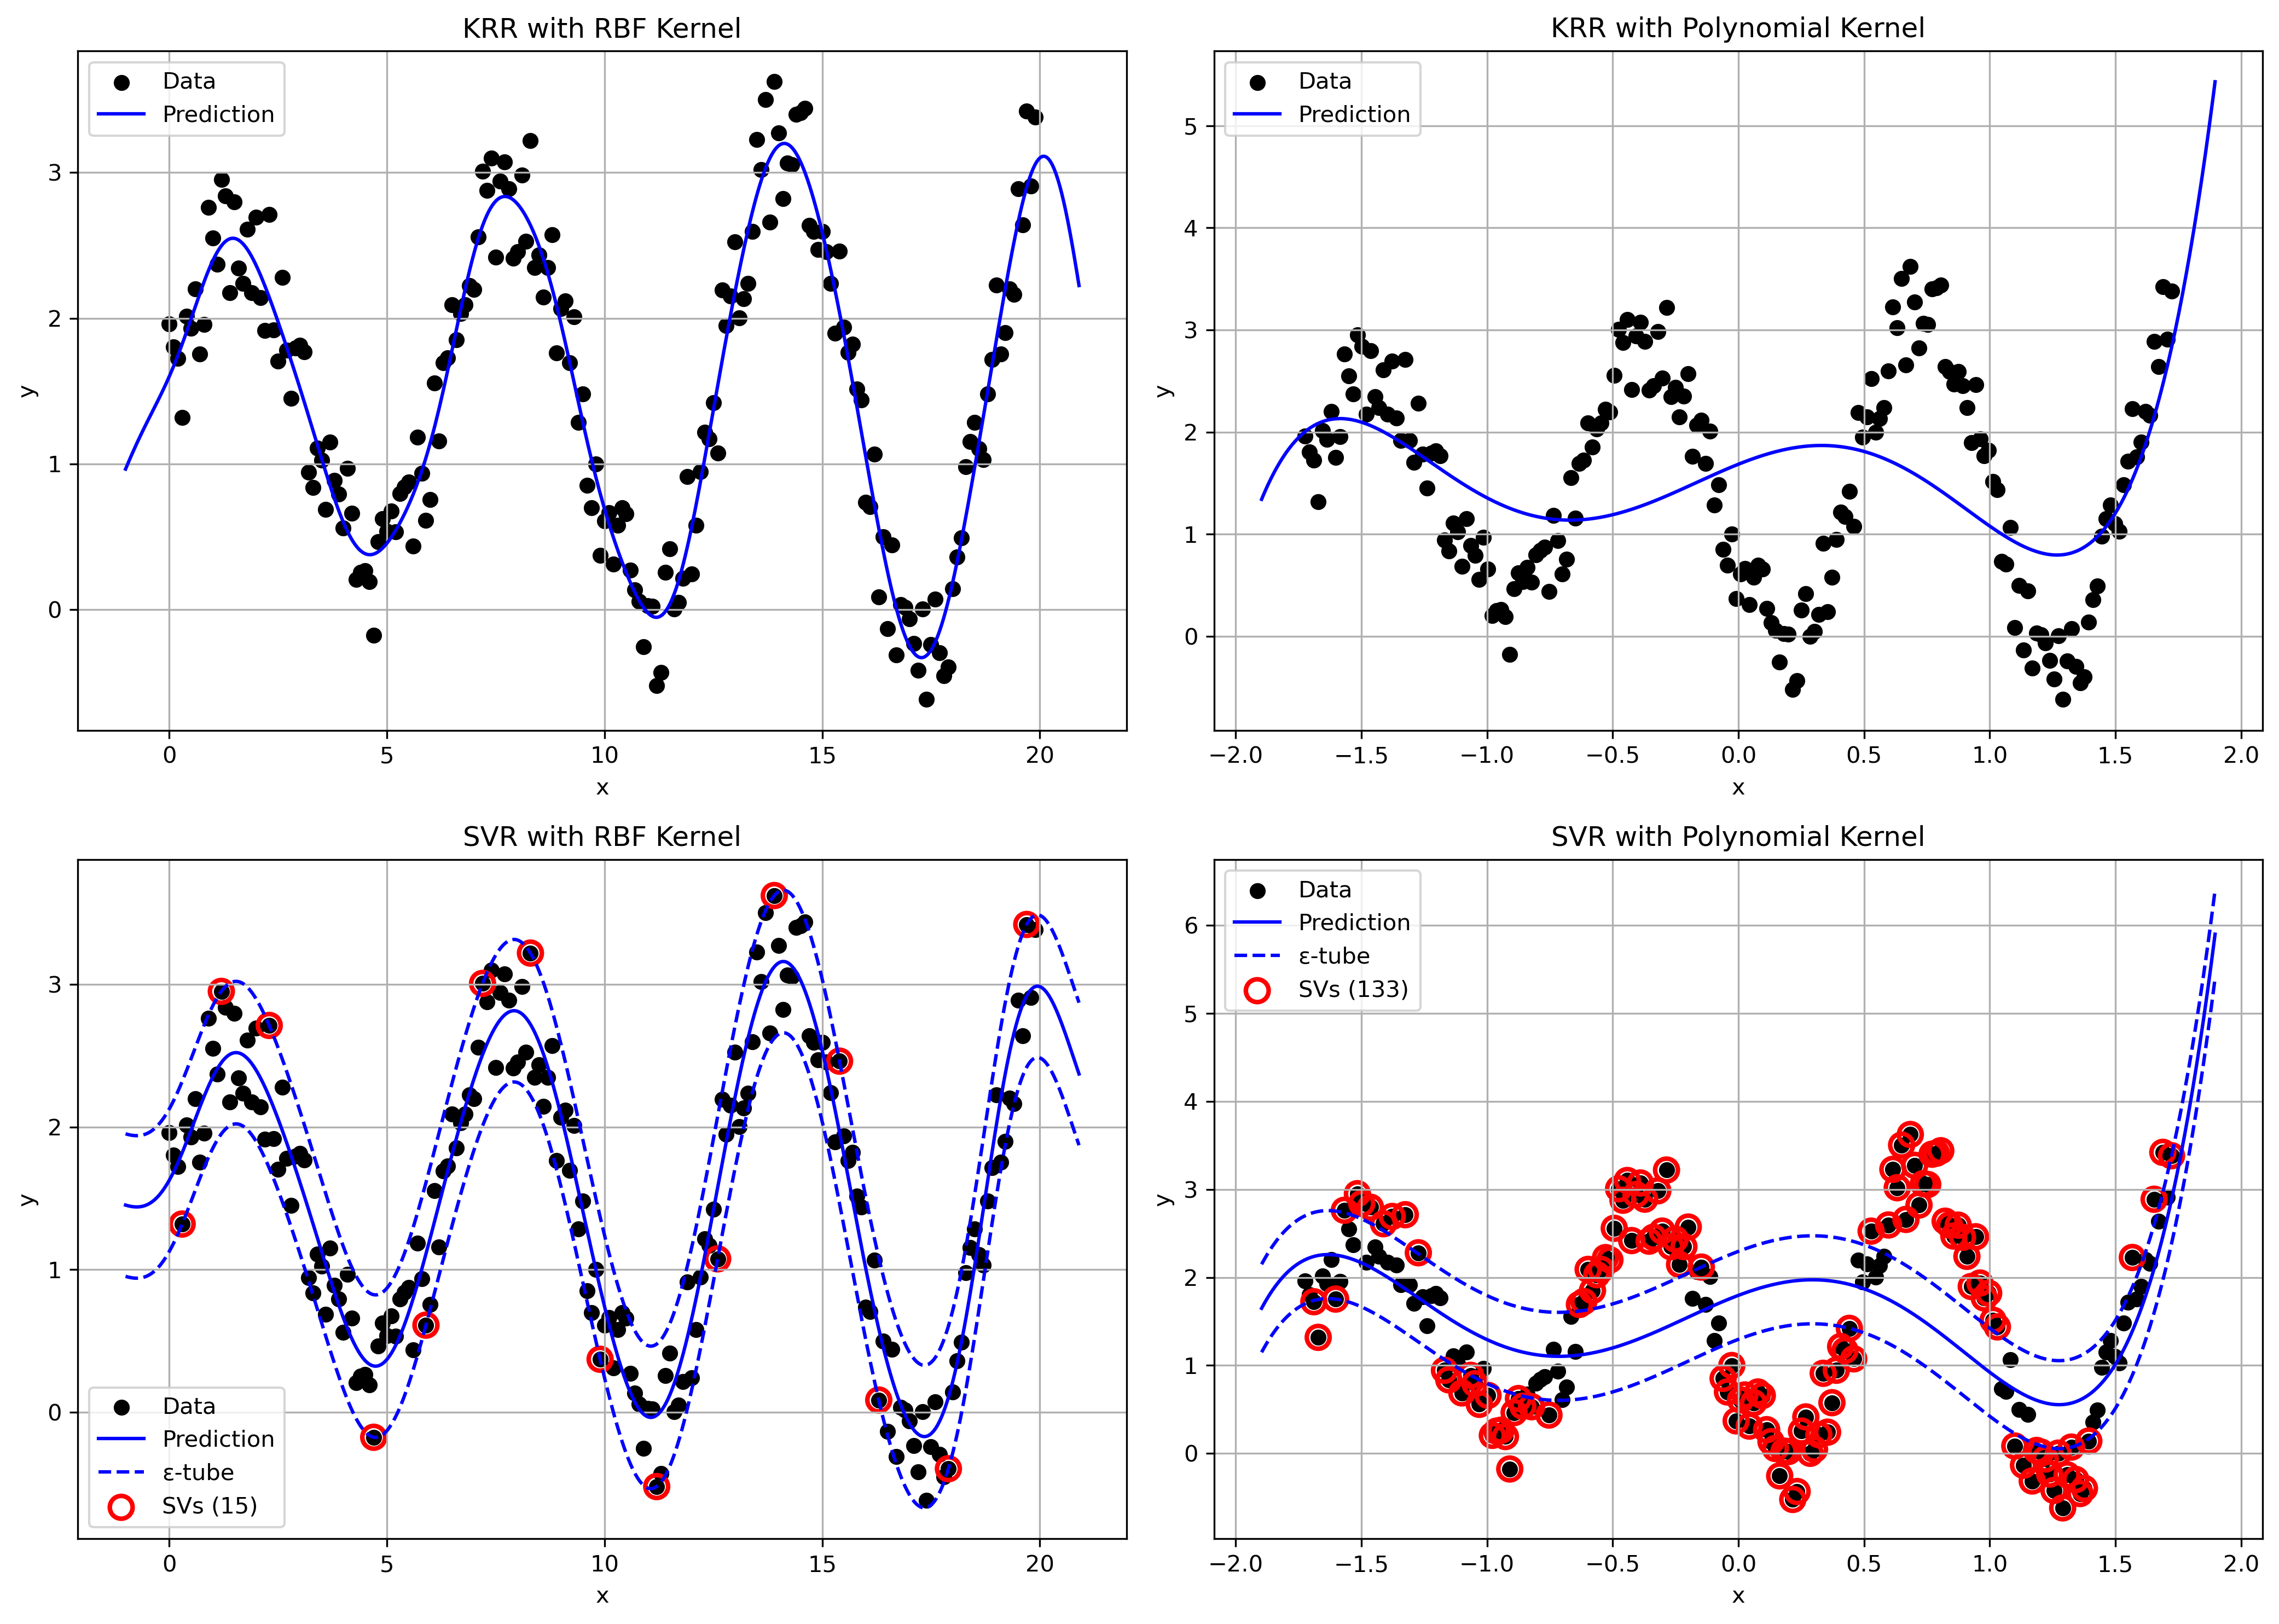 KRR with RBF Kernel
Data
Prediction
3
2
1
0
y
0 5 10 15 20
x
KRR with Polynomial Kernel
Data
Prediction
5
4
3
2
1
0
y
−2.0 −1.5 −1.0 −0.5 0.0 0.5 1.0 1.5 2.0
x
SVR with RBF Kernel
3
2
1
0
y
Data
Prediction
ε-tube
SVs (15)
0 5 10 15 20
x
SVR with Polynomial Kernel
Data
Prediction
ε-tube
SVs (133)
6
5
4
3
2
1
0
y
−2.0 −1.5 −1.0 −0.5 0.0 0.5 1.0 1.5 2.0
x